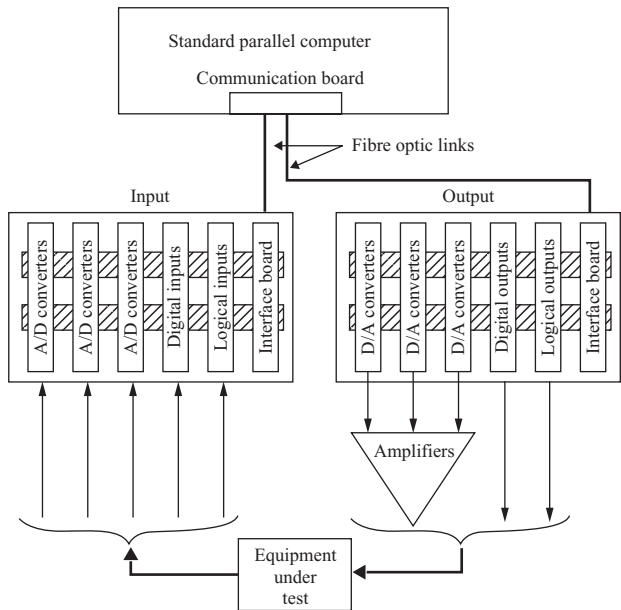 Standard parallel computer
Communication board
Fibre optic links
Input
Output
A/D converters
A/D converters
A/D converters
Digital inputs
Logical inputs
Interface board
D/A converters
D/A converters
D/A converters
Digital outputs
Logical outputs
Interface board
Amplifiers
Equipment
under
test